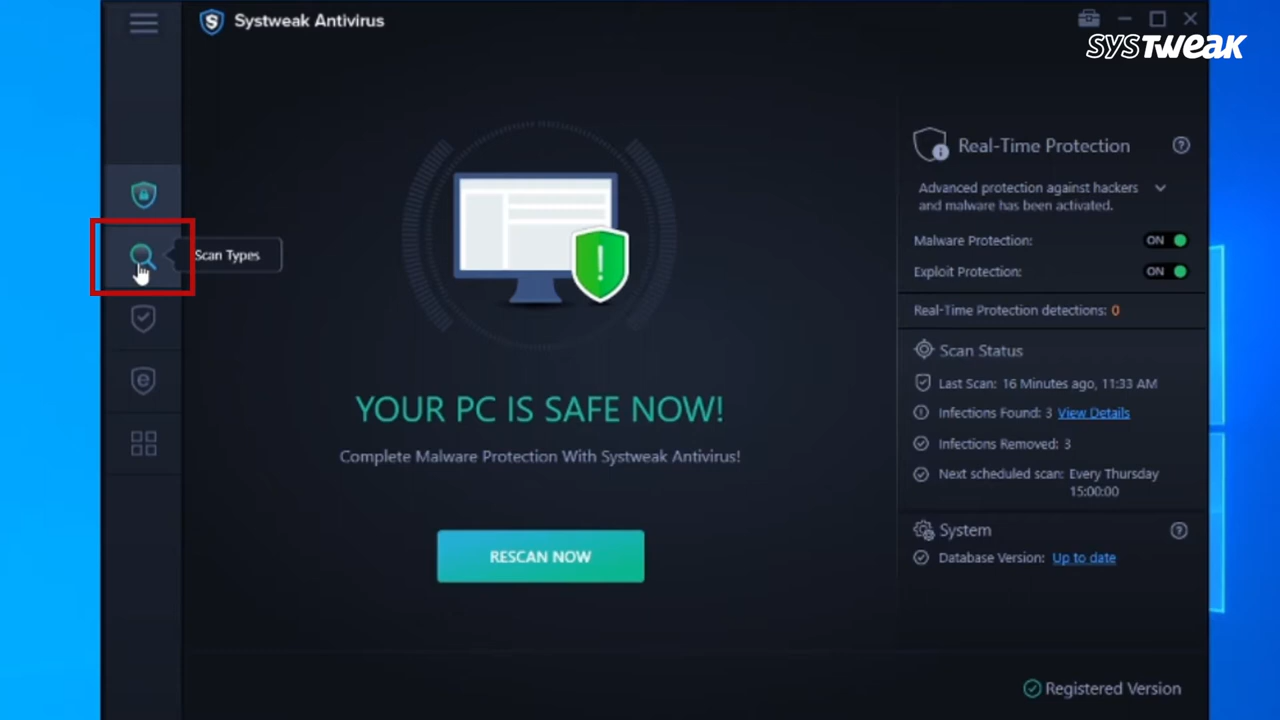 Systweak Antivirus
SYSTWEAK
Scan Types
YOUR PC IS SAFE NOW!
Complete Malware Protection With Systweak Antivirus!
RESCAN NOW
Real-Time Protection
Advanced protection against hackers
and malware has been activated.
Malware Protection: ON
Exploit Protection: ON
Real-Time Protection detections: 0
Scan Status
Last Scan: 16 Minutes ago, 11:33 AM
Infections Found: 3 View Details
Infections Removed: 3
Next scheduled scan: Every Thursday
15:00:00
System
Database Version: Up to date
Registered Version